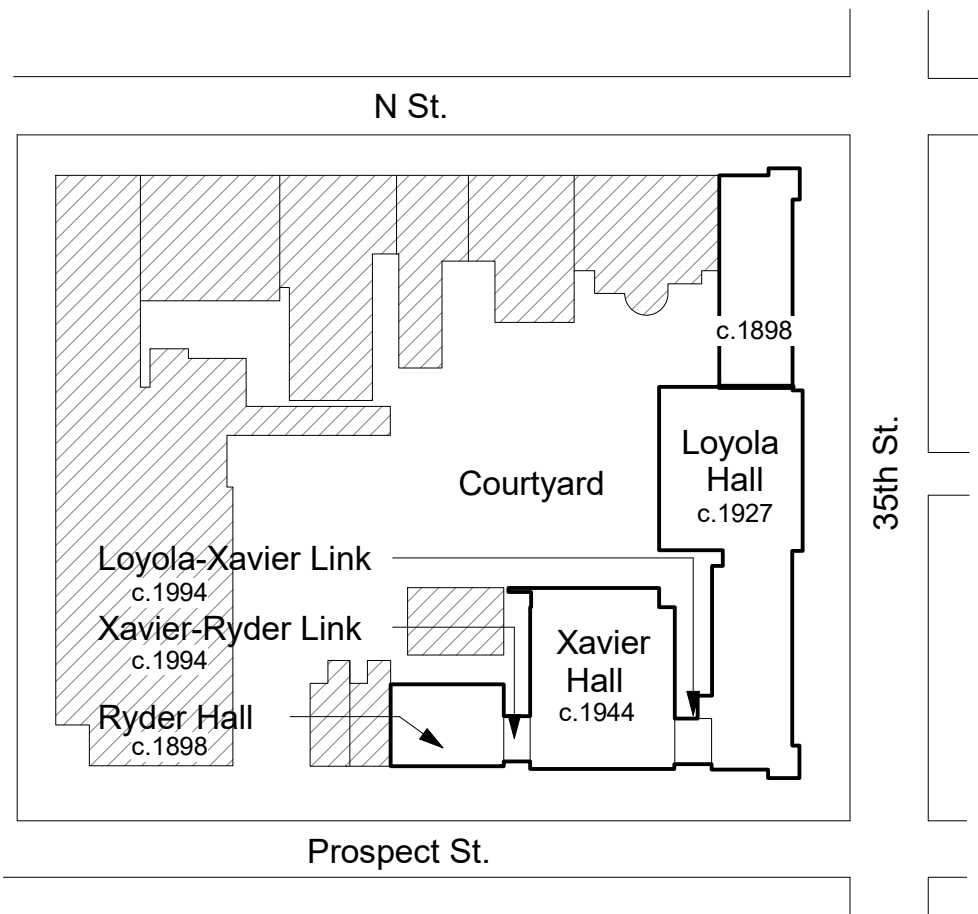 N St.
c.1898
Loyola
Hall
c.1927
35th St.
Courtyard
Loyola-Xavier Link
c.1994
Xavier-Ryder Link
c.1994
Xavier
Hall
c.1944
Ryder Hall
c.1898
Prospect St.